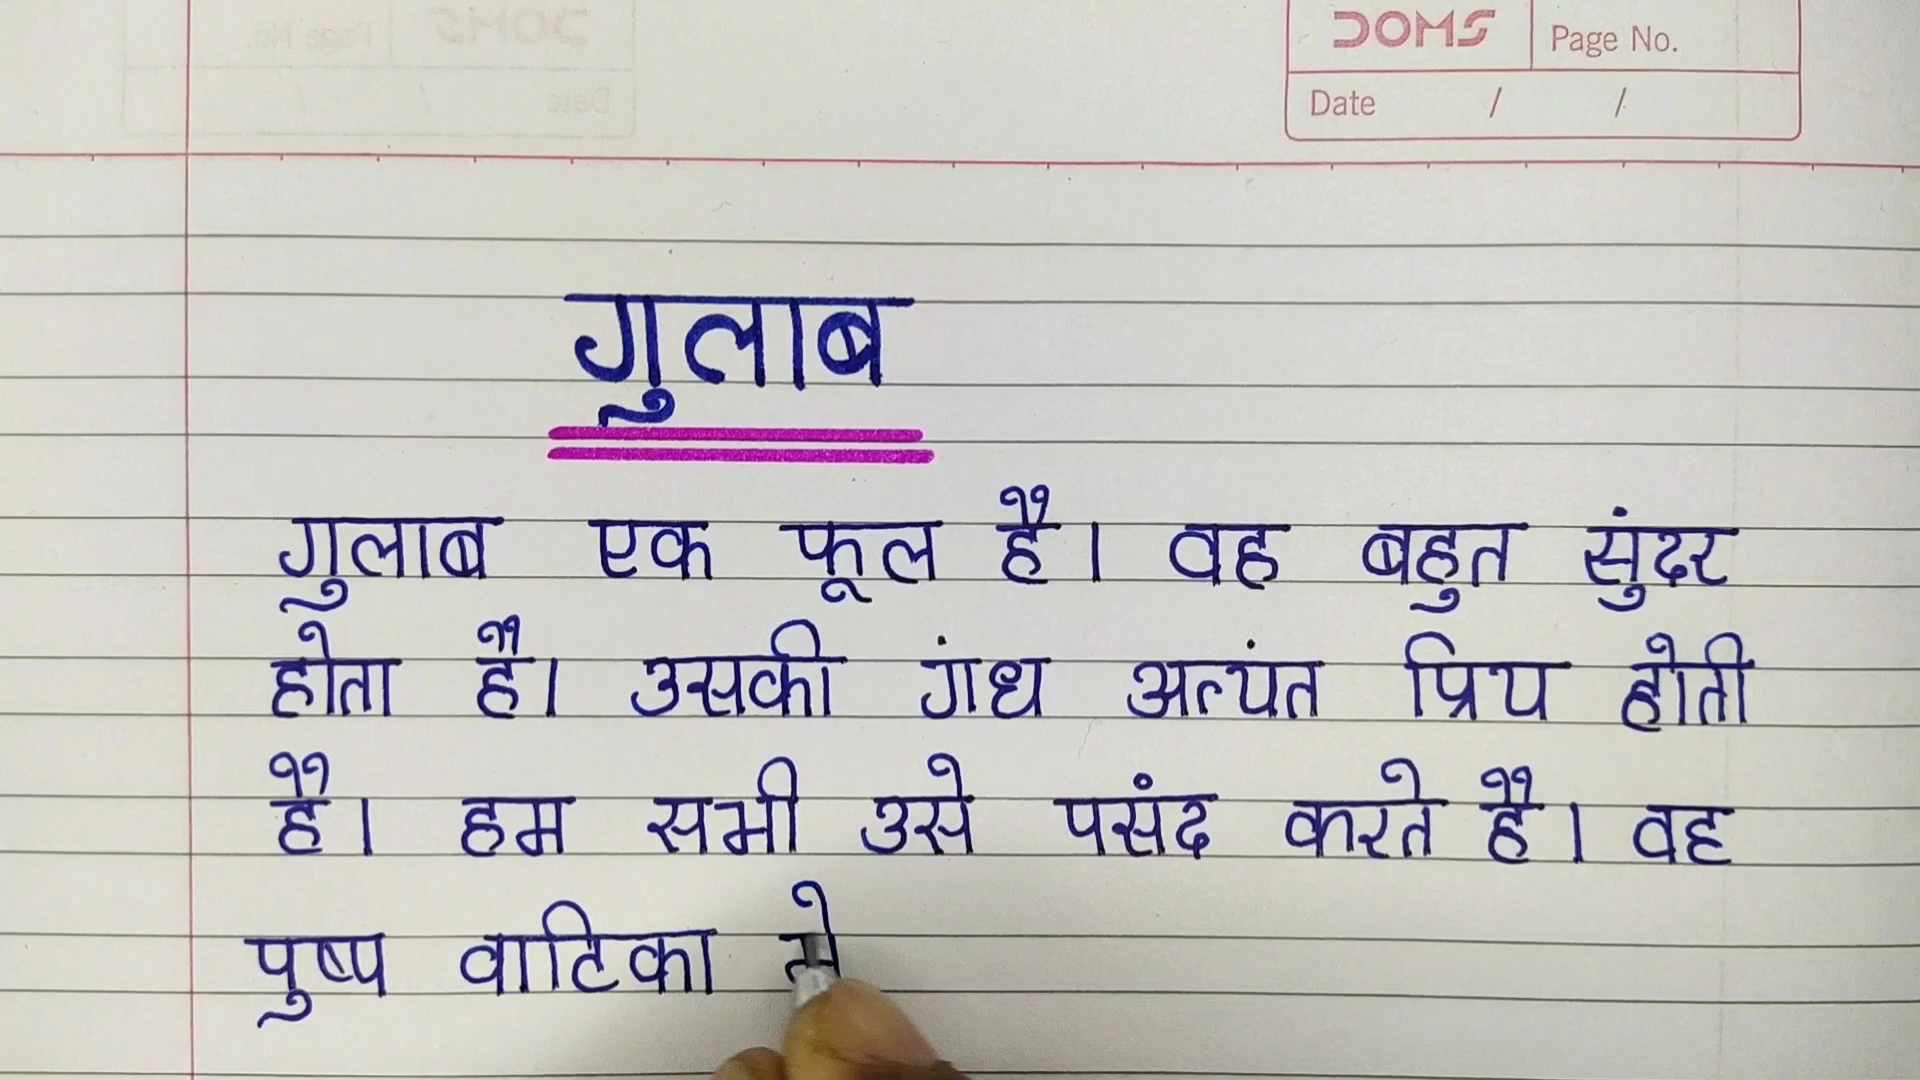 DOMS
Page No.
Date / /
गुलाब
गुलाब एक फूल है। वह बहुत सुंदर
होता है। उसकी गंध अत्यंत प्रिय होती
है। हम सभी उसे पसंद करते है। वह
पुष्प वाटिका मे